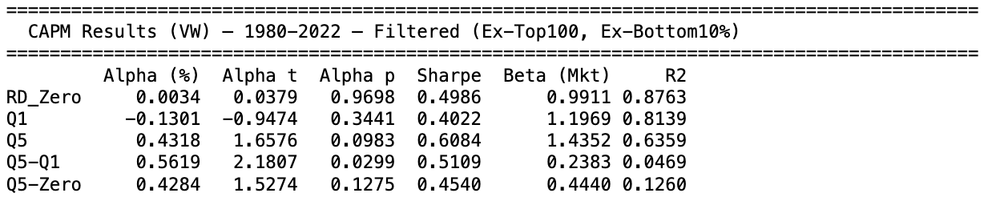 ==========================================================================================
  CAPM Results (VW) — 1980-2022 — Filtered (Ex-Top100, Ex-Bottom10%)
==========================================================================================
         Alpha (%)  Alpha t  Alpha p  Sharpe  Beta (Mkt)     R2
RD_Zero     0.0034   0.0379   0.9698  0.4986      0.9911 0.8763
Q1         -0.1301  -0.9474   0.3441  0.4022      1.1969 0.8139
Q5          0.4318   1.6576   0.0983  0.6084      1.4352 0.6359
Q5-Q1       0.5619   2.1807   0.0299  0.5109      0.2383 0.0469
Q5-Zero     0.4284   1.5274   0.1275  0.4540      0.4440 0.1260